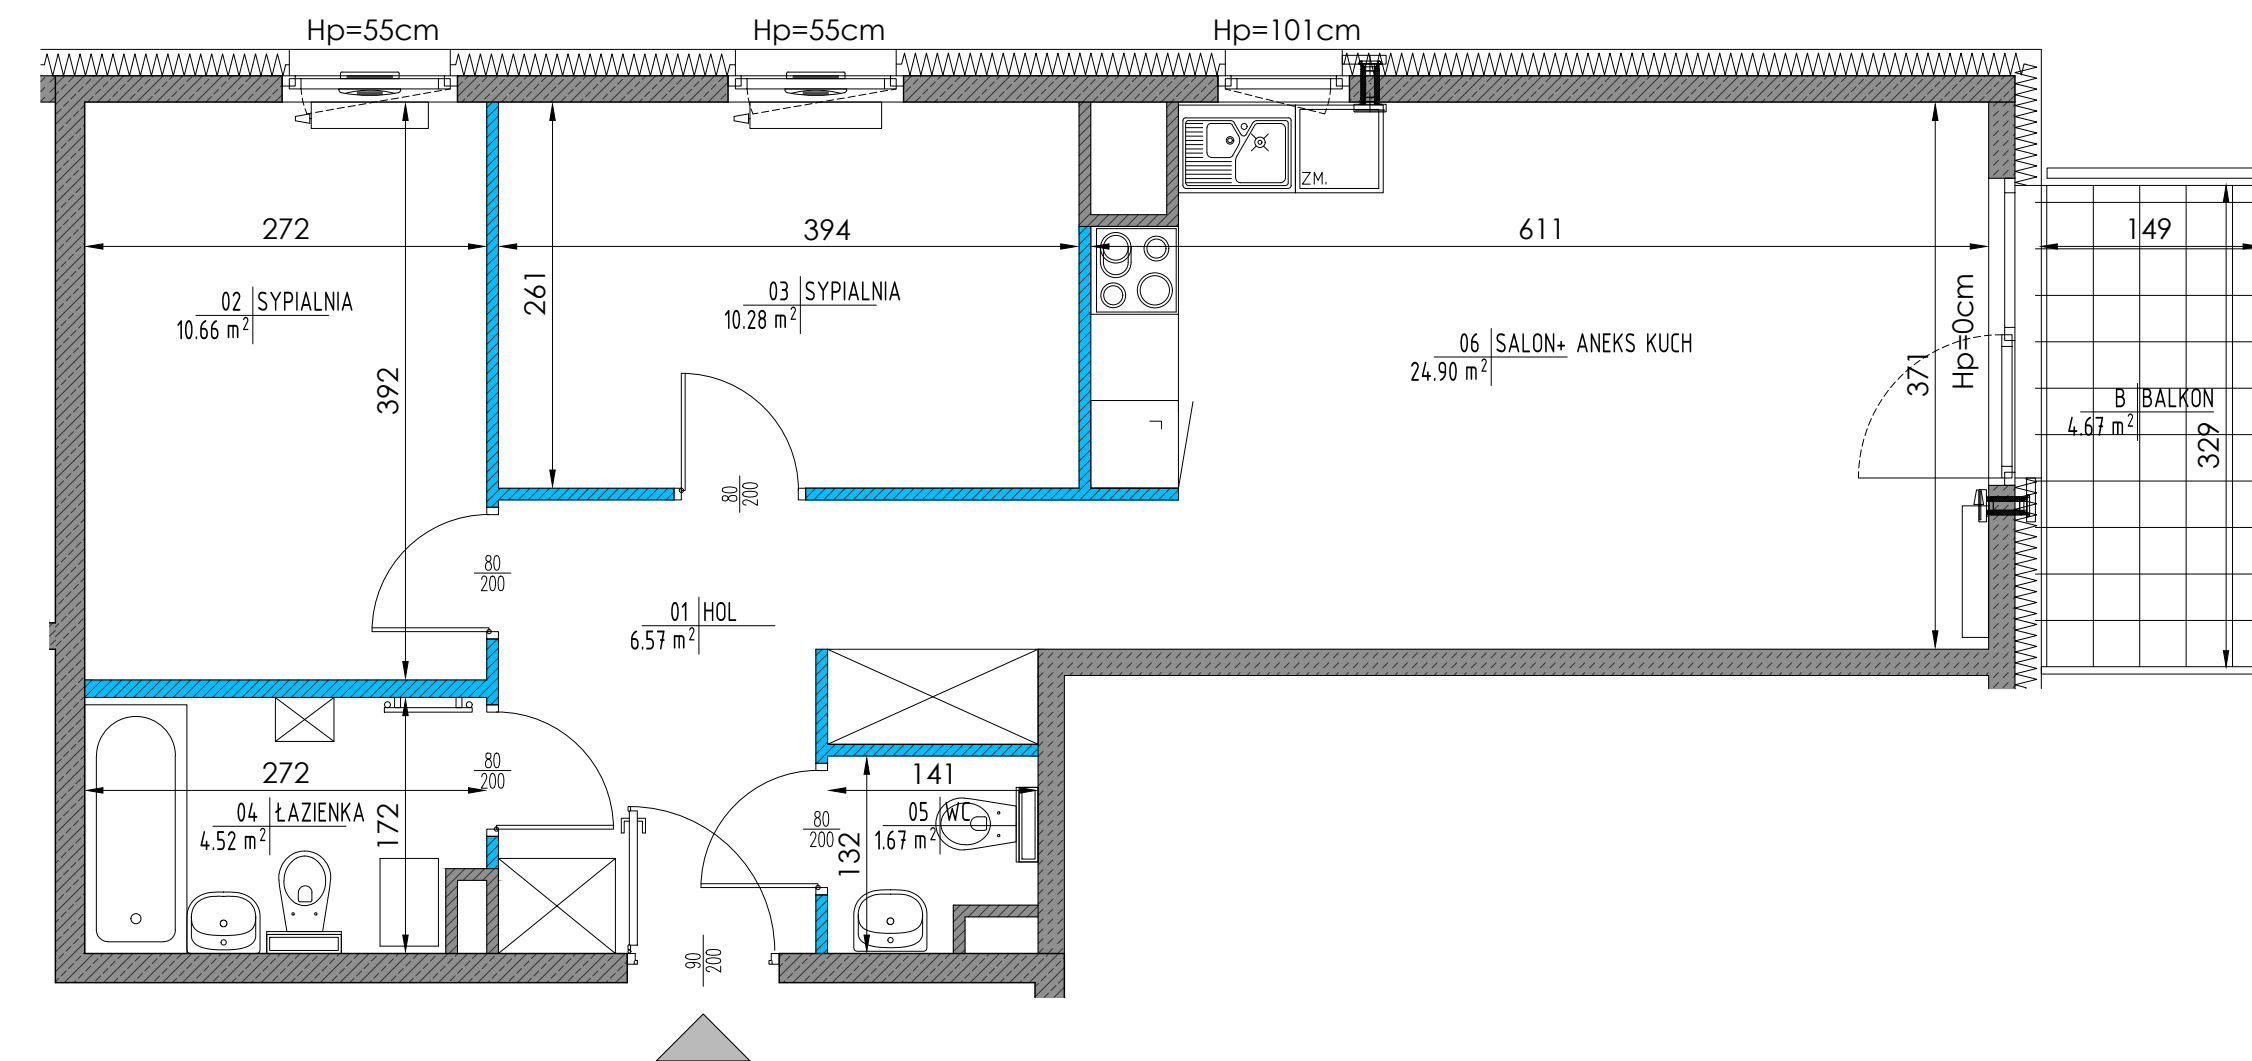 Hp=55cm
Hp=55cm
Hp=101cm
ZM.
272
394
611
149
261
02 SYPIALNIA
10.66 m²
03 SYPIALNIA
10.28 m²
06 SALON+ ANEKS KUCH
24.90 m²
Hp=0cm
371
392
B BALKON
4.67 m²
329
80
200
80
200
01 HOL
6.57 m²
80
200
272
141
04 ŁAZIENKA
4.52 m²
172
80
200
132
05 WC
1.67 m²
90
200